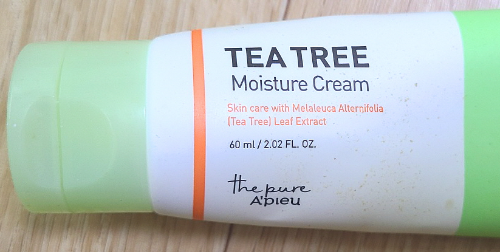 TEA TREE
Moisture Cream
Skin care with Melaleuca Alternifolia
(Tea Tree) Leaf Extract
60 ml / 2.02 FL. OZ.
the pure
A'PIEU